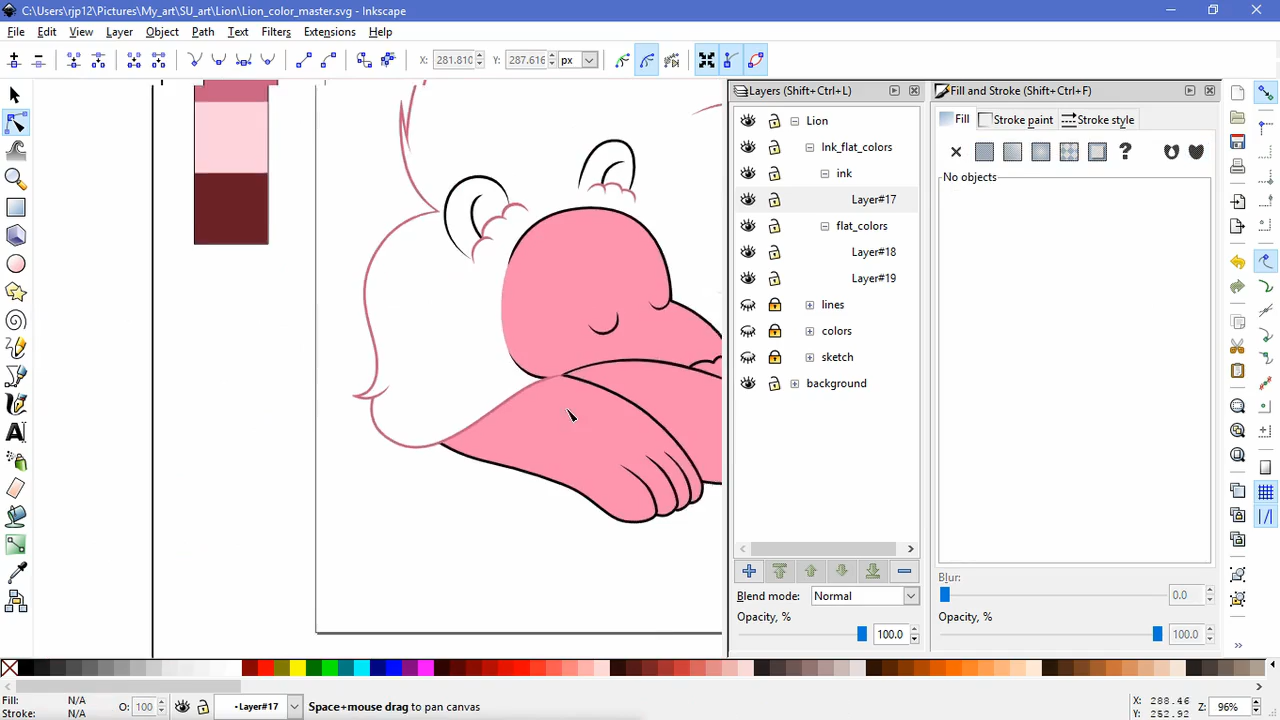 C:\Users\rjp12\Pictures\My_art\SU_art\Lion\Lion_color_master.svg - Inkscape
File Edit View Layer Object Path Text Filters Extensions Help
X: 281.810 Y: 287.616 px
Layers (Shift+Ctrl+L)
Lion
Ink_flat_colors
ink
Layer#17
flat_colors
Layer#18
Layer#19
lines
colors
sketch
background
Blend mode: Normal
Opacity, %
100.0
Fill and Stroke (Shift+Ctrl+F)
Fill Stroke paint Stroke style
?
No objects
Blur:
0.0
Opacity, %
100.0
Fill: N/A
Stroke: N/A
O: 100
Layer#17
Space+mouse drag to pan canvas
X: 288.46
Y: 252.92
Z: 96%